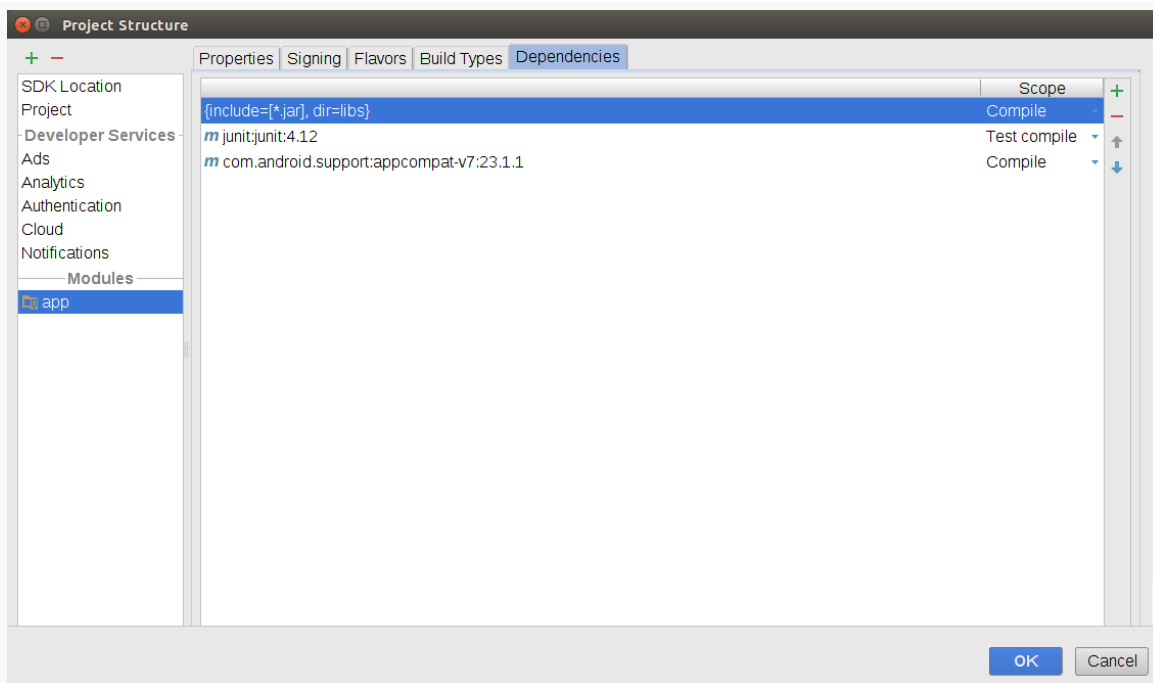 Project Structure
Properties Signing Flavors Build Types Dependencies
SDK Location
Project
Developer Services
Ads
Analytics
Authentication
Cloud
Notifications
Modules
app
Scope
{include=[*.jar], dir=libs} Compile
m junit:junit:4.12 Test compile
m com.android.support:appcompat-v7:23.1.1 Compile
OK Cancel